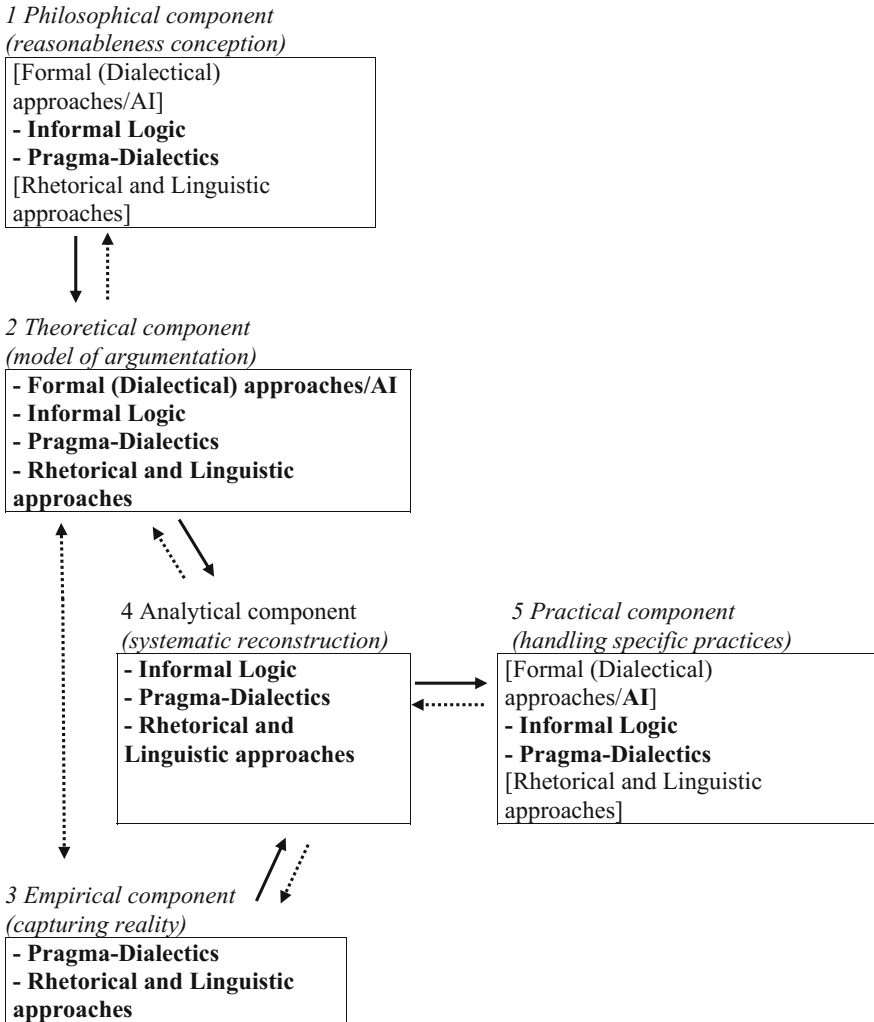 1 Philosophical component
(reasonableness conception)
[Formal (Dialectical)
approaches/AI]
- Informal Logic
- Pragma-Dialectics
[Rhetorical and Linguistic
approaches]
2 Theoretical component
(model of argumentation)
- Formal (Dialectical) approaches/AI
- Informal Logic
- Pragma-Dialectics
- Rhetorical and Linguistic
approaches
4 Analytical component
(systematic reconstruction)
- Informal Logic
- Pragma-Dialectics
- Rhetorical and
Linguistic approaches
5 Practical component
(handling specific practices)
[Formal (Dialectical)
approaches/AI]
- Informal Logic
- Pragma-Dialectics
[Rhetorical and Linguistic
approaches]
3 Empirical component
(capturing reality)
- Pragma-Dialectics
- Rhetorical and Linguistic
approaches